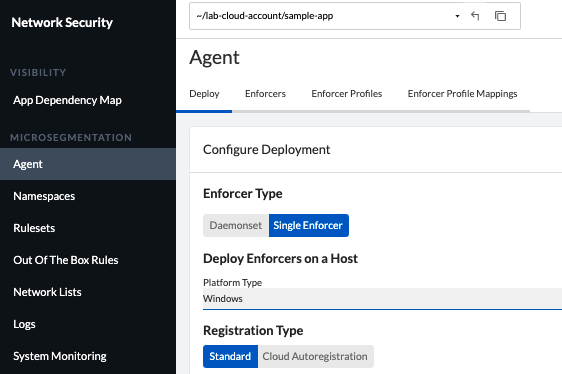 Network Security
~/lab-cloud-account/sample-app
Agent
VISIBILITY
App Dependency Map
MICROSEGMENTATION
Agent
Namespaces
Rulesets
Out Of The Box Rules
Network Lists
Logs
System Monitoring
Deploy Enforcers Enforcer Profiles Enforcer Profile Mappings
Configure Deployment
Enforcer Type
Daemonset Single Enforcer
Deploy Enforcers on a Host
Platform Type
Windows
Registration Type
Standard Cloud Autoregistration